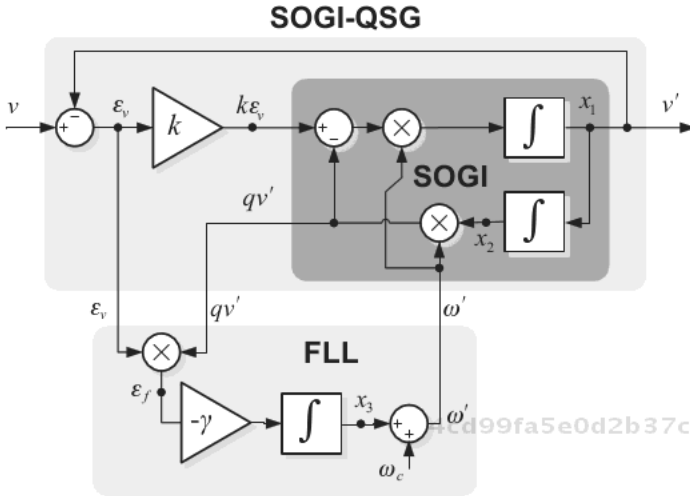 SOGI-QSG
v
ε_v
k
kε_v
x_1
v'
SOGI
∫
∫
qv'
x_2
ε_v
qv'
ω'
FLL
ε_f
-γ
∫
x_3
ω'
ω_c
4cd99fa5e0d2b37c